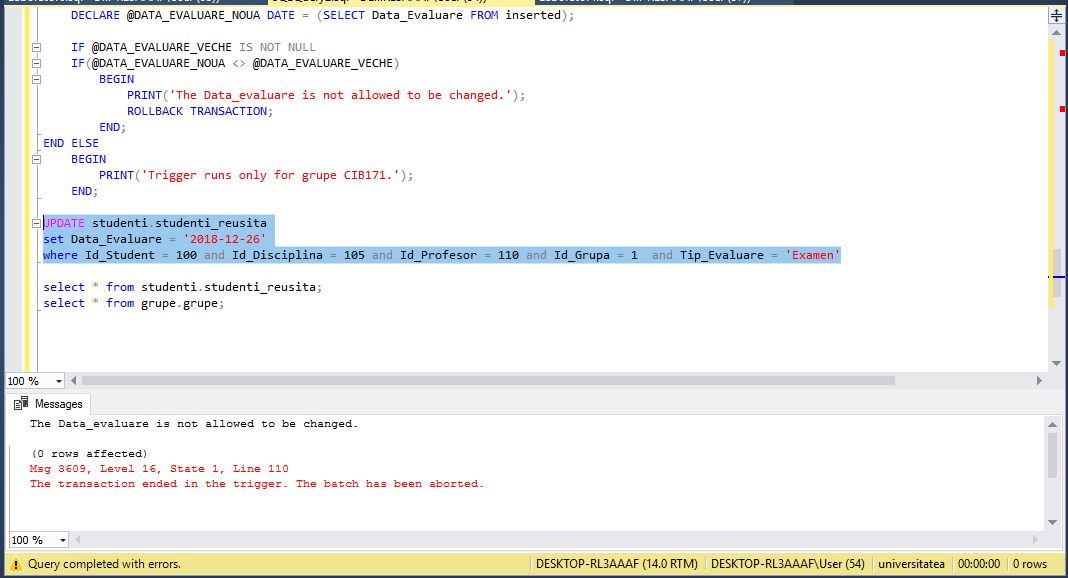 DECLARE @DATA_EVALUARE_NOUA DATE = (SELECT Data_Evaluare FROM inserted);
IF @DATA_EVALUARE_VECHE IS NOT NULL
IF(@DATA_EVALUARE_NOUA <> @DATA_EVALUARE_VECHE)
BEGIN
PRINT('The Data_evaluare is not allowed to be changed.');
ROLLBACK TRANSACTION;
END;
END ELSE
BEGIN
PRINT('Trigger runs only for grupe CIB171.');
END;
UPDATE studenti.studenti_reusita
set Data_Evaluare = '2018-12-26'
where Id_Student = 100 and Id_Disciplina = 105 and Id_Profesor = 110 and Id_Grupa = 1  and Tip_Evaluare = 'Examen'
select * from studenti.studenti_reusita;
select * from grupe.grupe;
100 %
Messages
The Data_evaluare is not allowed to be changed.
(0 rows affected)
Msg 3609, Level 16, State 1, Line 110
The transaction ended in the trigger. The batch has been aborted.
100 %
Query completed with errors. DESKTOP-RL3AAAF (14.0 RTM) DESKTOP-RL3AAAF\User (54) universitatea 00:00:00 0 rows